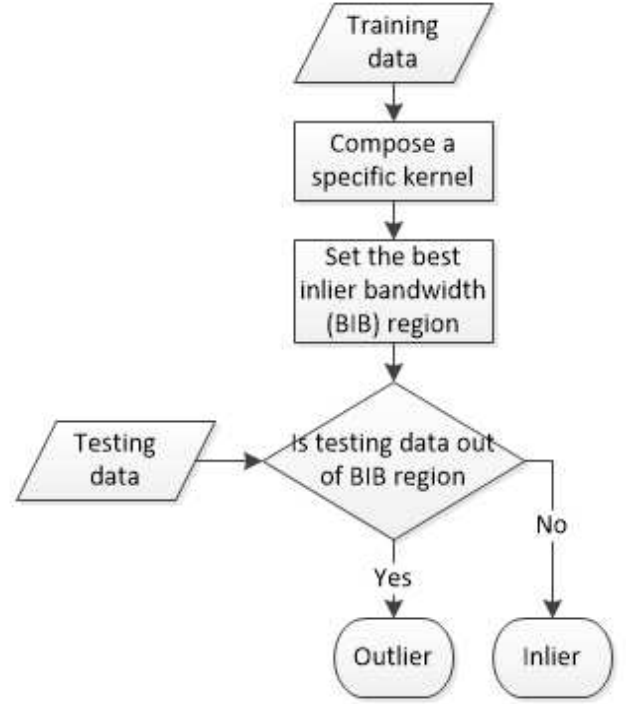 Training
data
Compose a
specific kernel
Set the best
inlier bandwidth
(BIB) region
Testing
data
Is testing data out
of BIB region
No
Yes
Outlier
Inlier